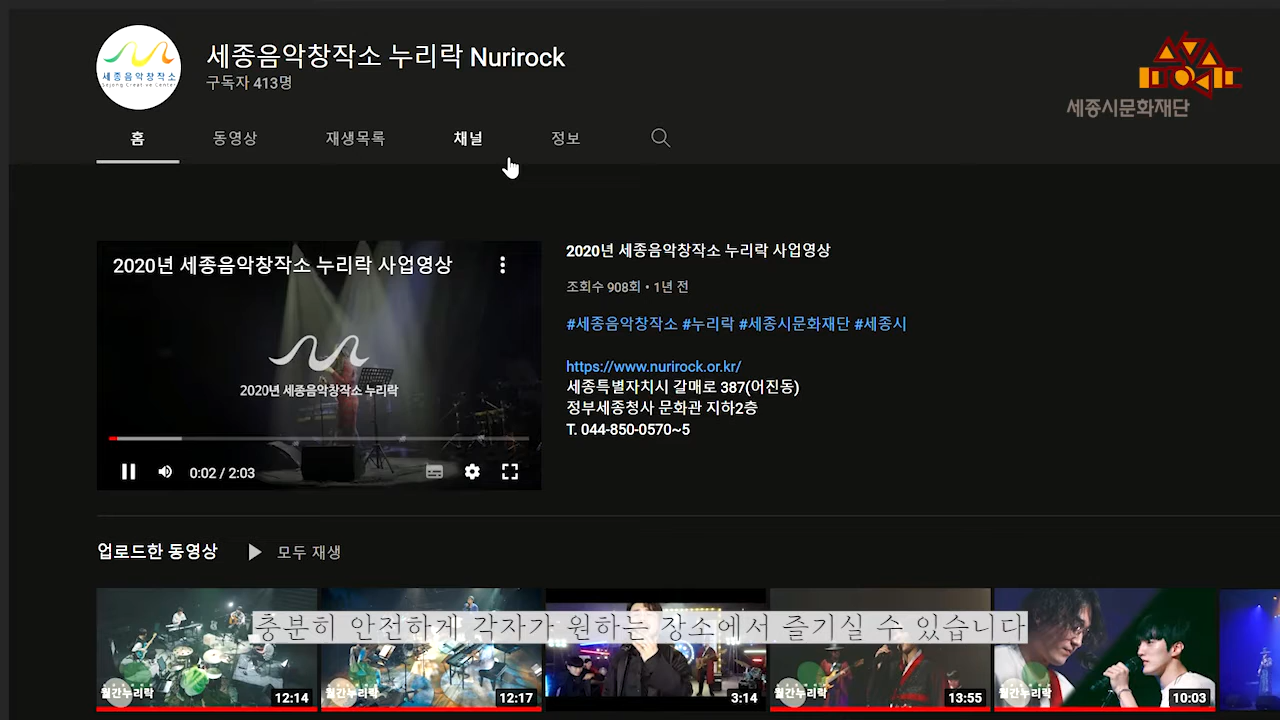 세종음악창작소
Sejong Creative Center
세종음악창작소 누리락 Nurirock
구독자 413명
세종시문화재단
홈
동영상
재생목록
채널
정보
2020년 세종음악창작소 누리락 사업영상
2020년 세종음악창작소 누리락
0:02 / 2:03
2020년 세종음악창작소 누리락 사업영상
조회수 908회 • 1년 전
#세종음악창작소 #누리락 #세종시문화재단 #세종시
https://www.nurirock.or.kr/
세종특별자치시 갈매로 387(어진동)
정부세종청사 문화관 지하2층
T. 044-850-0570~5
업로드한 동영상
모두 재생
충분히 안전하게 각자가 원하는 장소에서 즐기실 수 있습니다
월간누리락
12:14
월간누리락
12:17
3:14
월간누리락
13:55
월간누리락
10:03